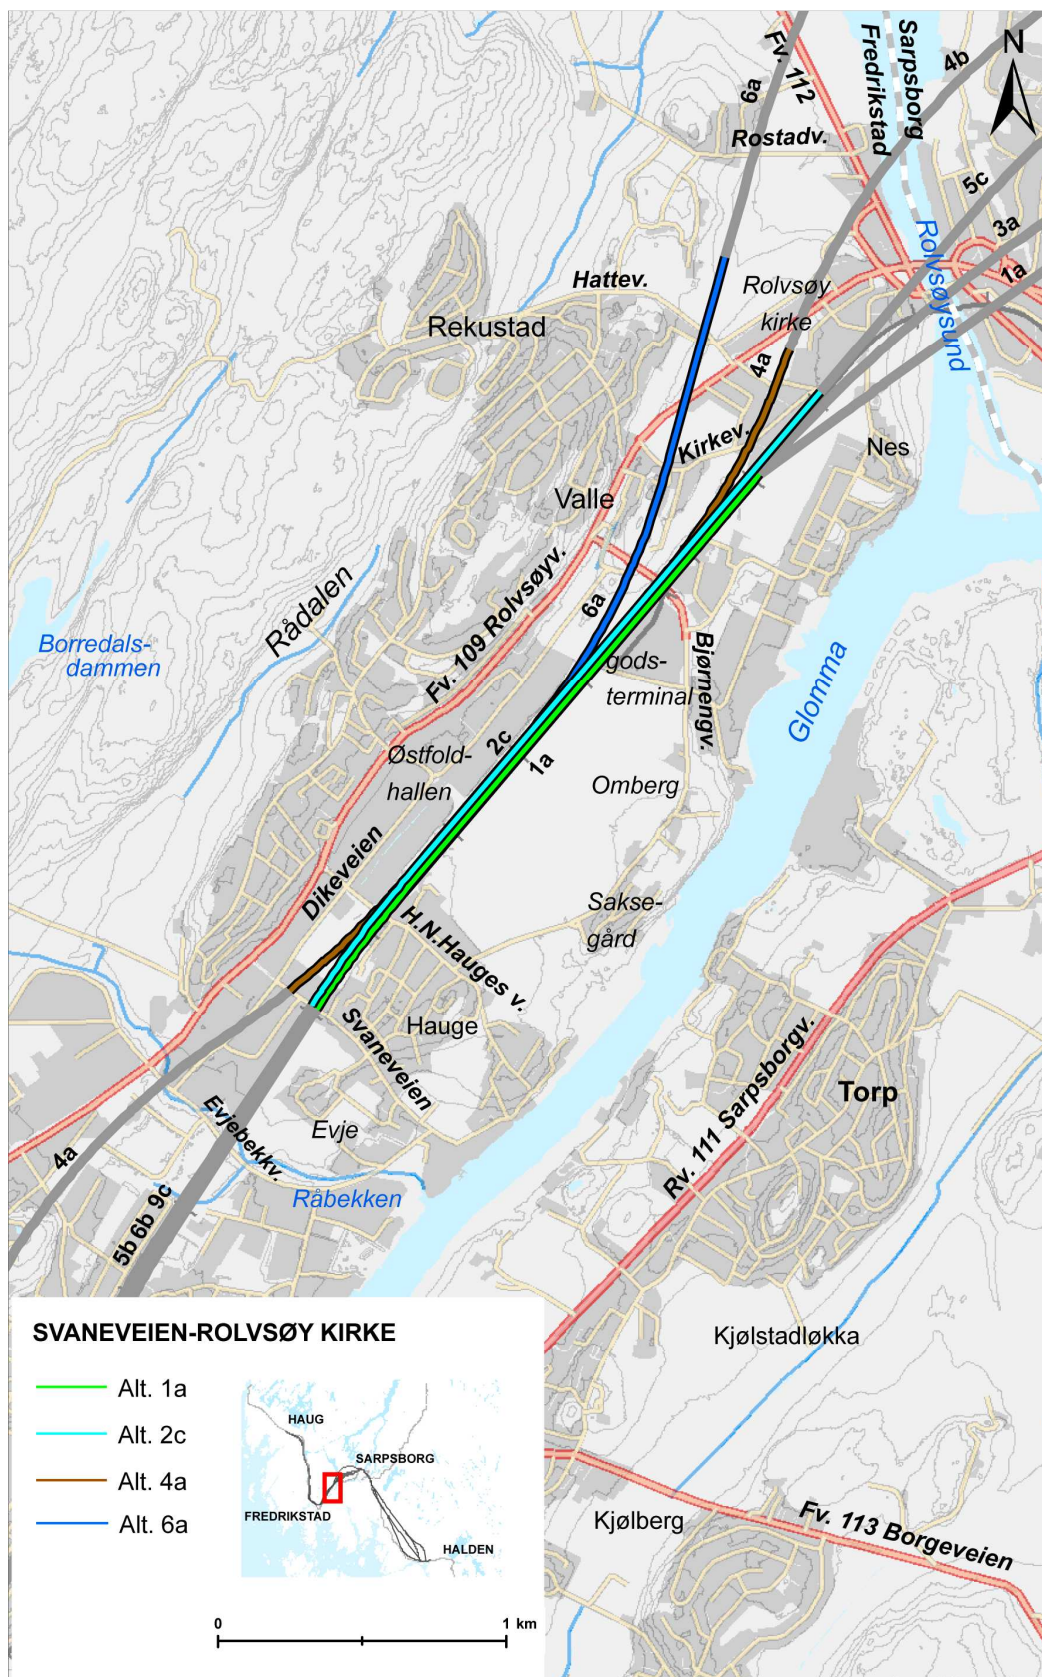 Fv. 112
6a
Sarpsborg
Fredrikstad
4b
N
Rostadv.
5c
3a
1a
Rolvsøysund
Hattev.
Rolvsøy
kirke
Rekustad
4a
Kirkev.
Nes
Valle
Rådalen
Fv. 109 Rolvsøyv.
6a
Borredals-
dammen
gods-
terminal
Bjørnengv.
Glomma
2c
1a
Østfold-
hallen
Omberg
Dikeveien
H.N.Hauges v.
Sakse-
gård
Svaneveien
Hauge
Rv. 111 Sarpsborgv.
Torp
Evjebekkv.
Evje
4a
Råbekken
5b 6b 9c
Kjølstadløkka
Kjølberg
Fv. 113 Borgeveien
SVANEVEIEN-ROLVSØY KIRKE
Alt. 1a
Alt. 2c
Alt. 4a
Alt. 6a
HAUG
SARPSBORG
FREDRIKSTAD
HALDEN
0
1 km